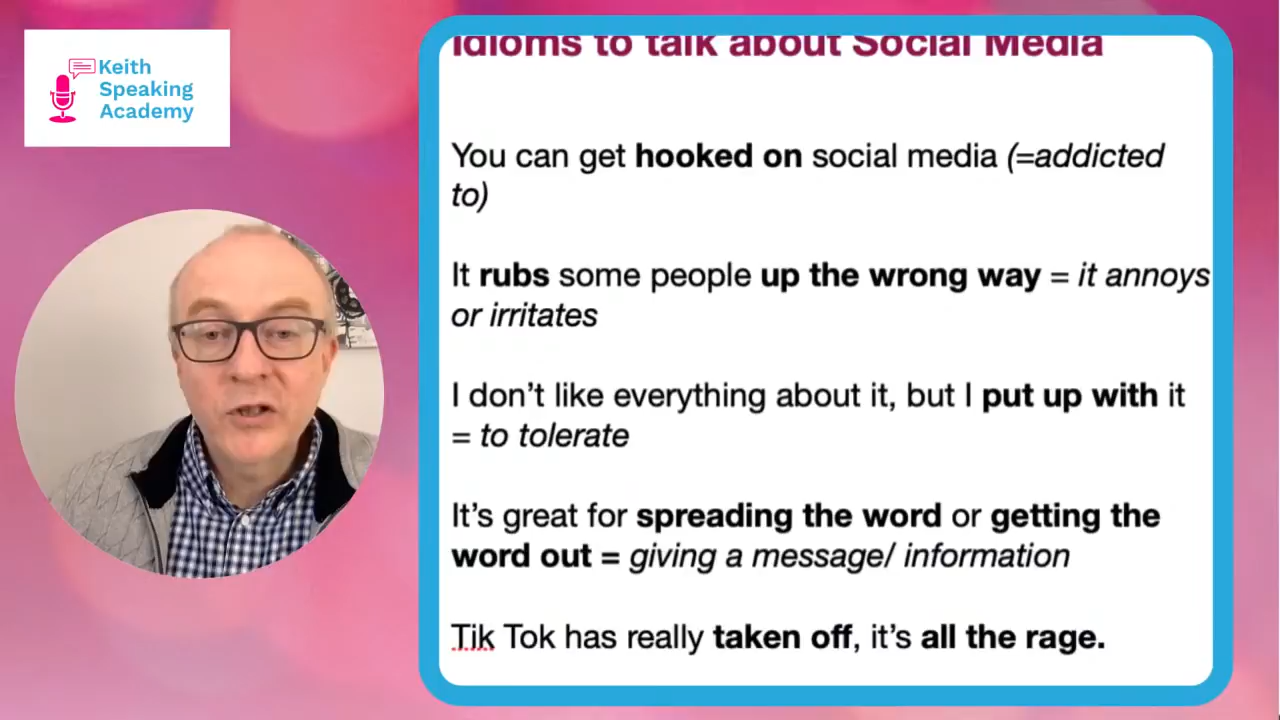 Keith
Speaking
Academy
Idioms to talk about Social Media
You can get hooked on social media (=addicted
to)
It rubs some people up the wrong way = it annoys
or irritates
I don't like everything about it, but I put up with it
= to tolerate
It's great for spreading the word or getting the
word out = giving a message/ information
Tik Tok has really taken off, it's all the rage.